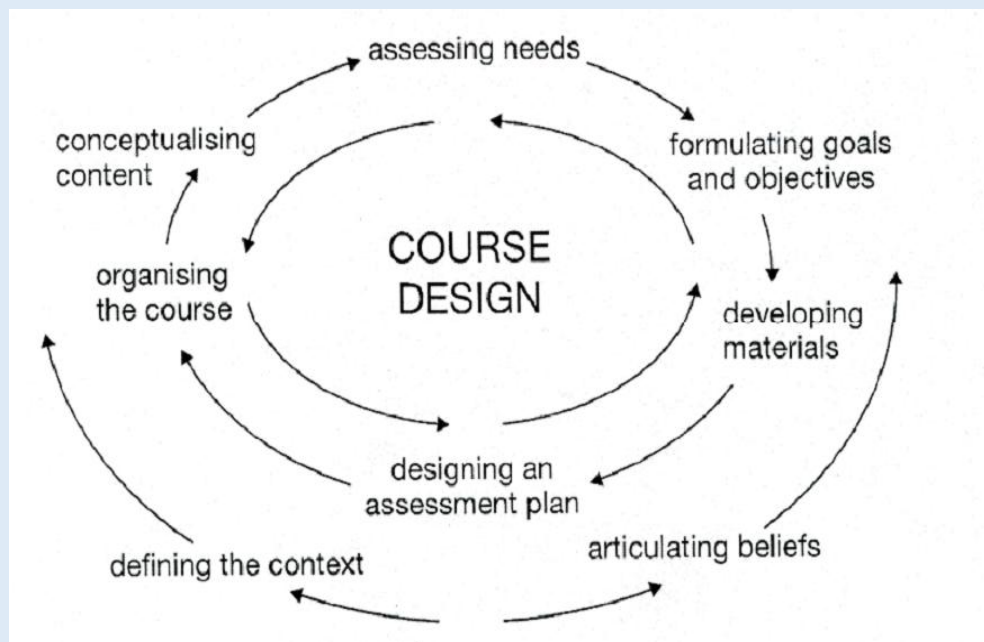 assessing needs
conceptualising
content
formulating goals
and objectives
COURSE
DESIGN
organising
the course
developing
materials
designing an
assessment plan
defining the context
articulating beliefs